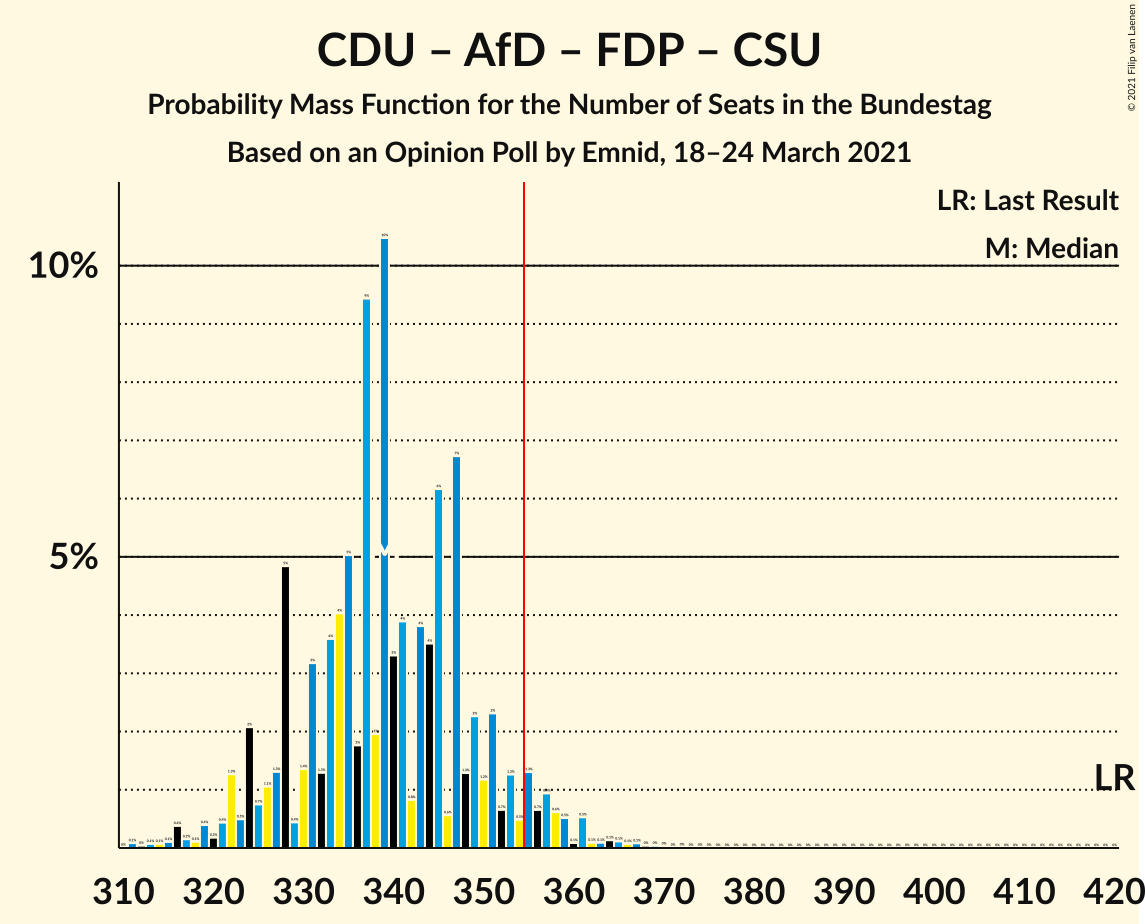 CDU – AfD – FDP – CSU
Probability Mass Function for the Number of Seats in the Bundestag
Based on an Opinion Poll by Emnid, 18–24 March 2021
© 2021 Filip van Laenen
LR: Last Result
M: Median
10%
5%
LR
310 320 330 340 350 360 370 380 390 400 410 420